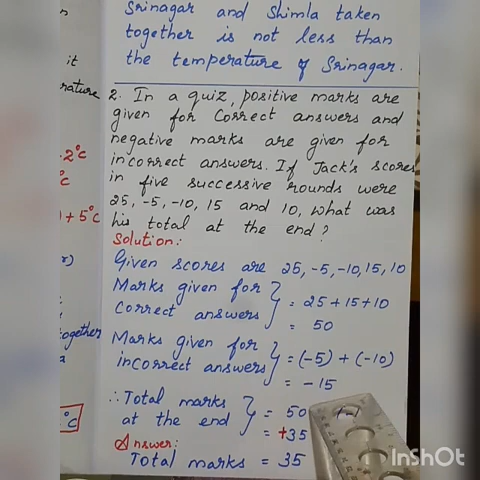 Srinagar and Shimla taken
together is not less than
the temperature of Srinagar.
it
rature
2. In a quiz, positive marks are
given for correct answers and
negative marks are given for
incorrect answers. If Jack's scores
in five successive rounds were
25, -5, -10, 15 and 10, what was
his total at the end?
2°C
°C
+ 5°C
Solution:
Given scores are 25, -5, -10, 15, 10
Marks given for
correct answers } = 25 + 15 + 10
= 50
Marks given for
incorrect answers } = (-5) + (-10)
= -15
∴ Total marks
at the end } = 50
= +35
Answer:
Total marks = 35
together
a
°C
InShOt